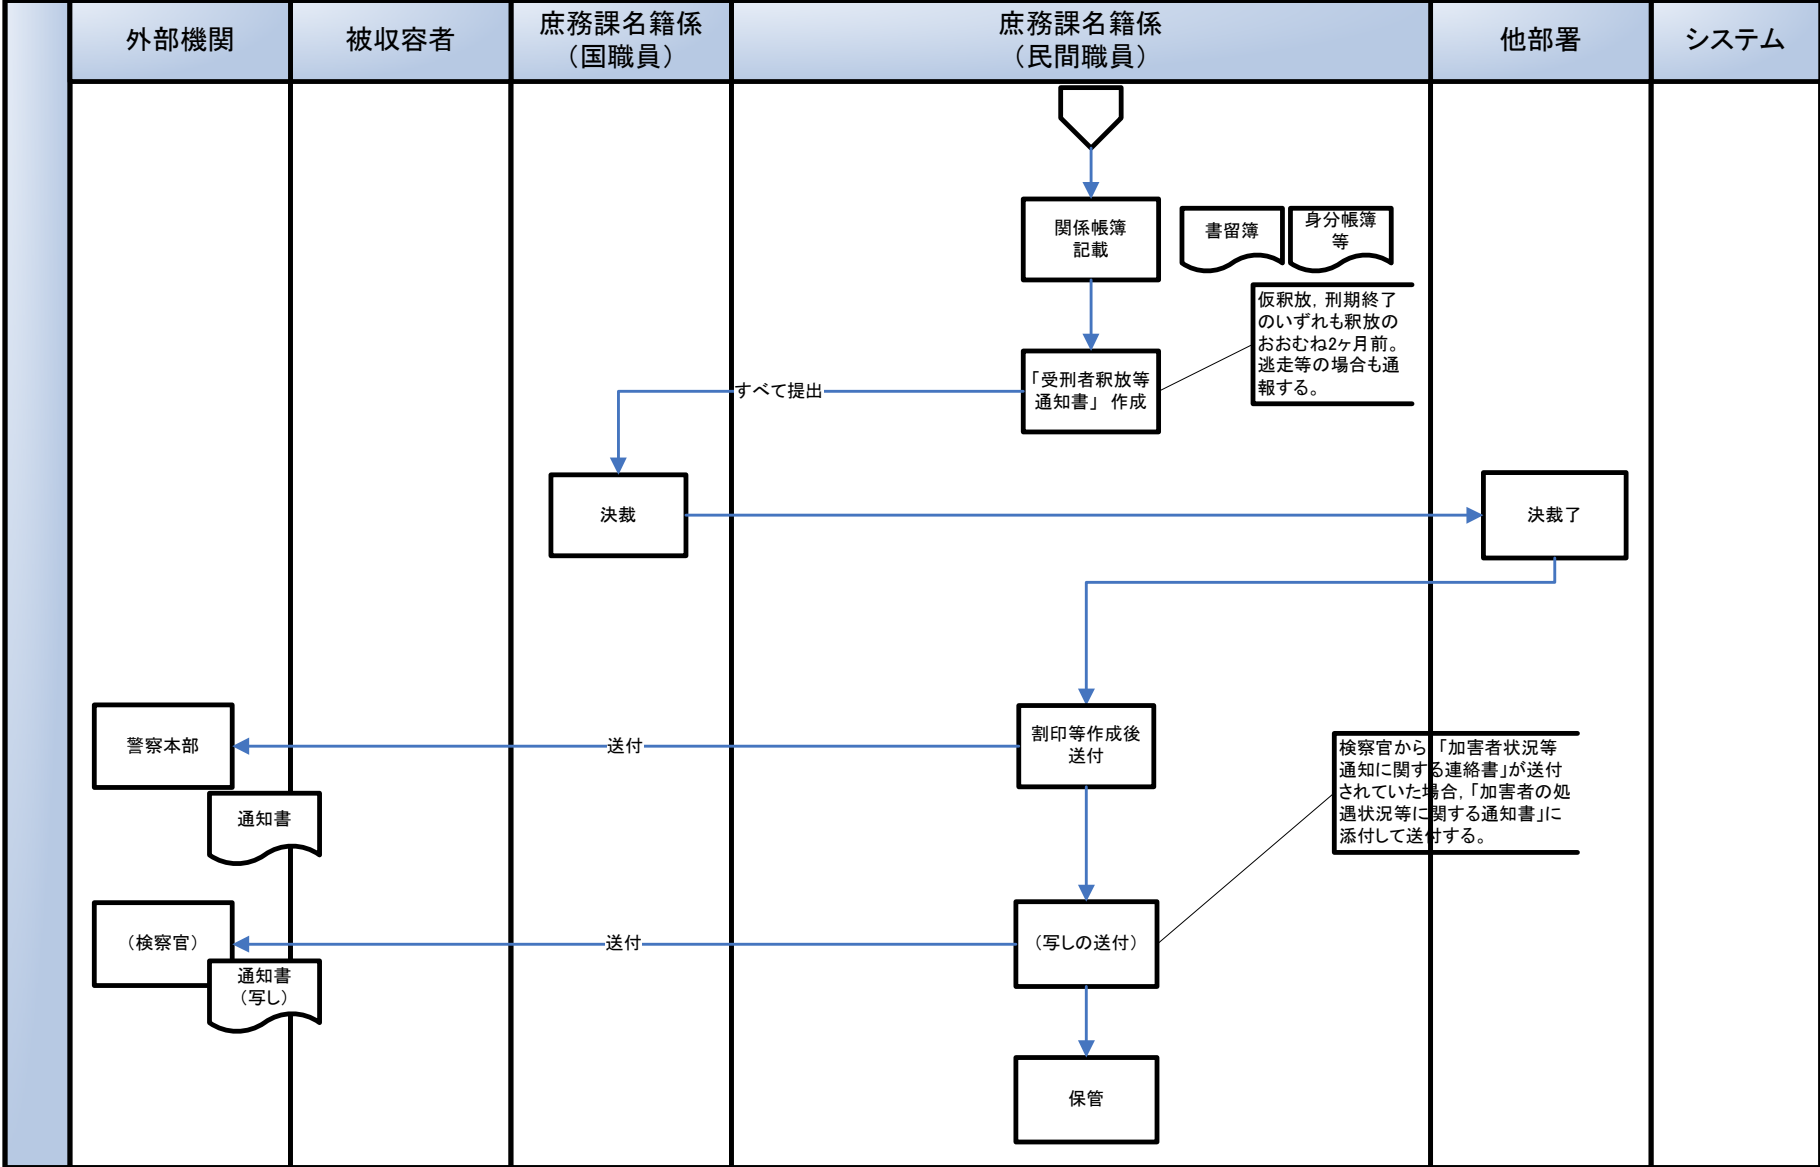 外部機関
被収容者
庶務課名籍係
（国職員）
庶務課名籍係
（民間職員）
他部署
システム
関係帳簿
記載
書留簿
身分帳簿
等
仮釈放，刑期終了
のいずれも釈放の
おおむね2ヶ月前。
逃走等の場合も通
報する。
「受刑者釈放等
通知書」 作成
すべて提出
決裁
決裁了
割印等作成後
送付
送付
警察本部
通知書
検察官から，「加害者状況等
通知に関する連絡書」が送付
されていた場合，「加害者の処
遇状況等に関する通知書」に
添付して送付する。
（写しの送付）
送付
（検察官）
通知書
（写し）
保管